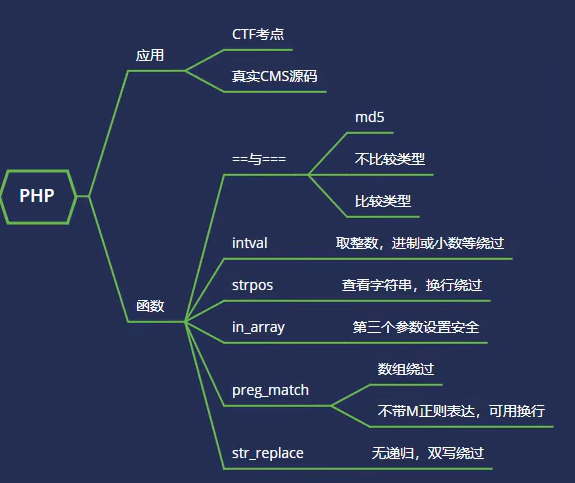 PHP
应用
CTF考点
真实CMS源码
函数
==与===
md5
不比较类型
比较类型
intval 取整数，进制或小数等绕过
strpos 查看字符串，换行绕过
in_array 第三个参数设置安全
preg_match
数组绕过
不带M正则表达，可用换行
str_replace 无递归，双写绕过